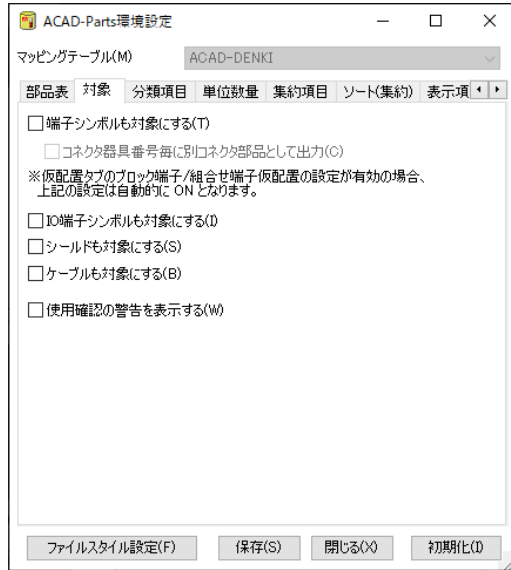 ACAD-Parts環境設定
マッピングテーブル(M) ACAD-DENKI
部品表 対象 分類項目 単位数量 集約項目 ソート(集約) 表示項
端子シンボルも対象にする(T)
コネクタ器具番号毎に別コネクタ部品として出力(C)
※仮配置タブのブロック端子/組合せ端子仮配置の設定が有効の場合、
上記の設定は自動的に ON となります。
IO端子シンボルも対象にする(I)
シールドも対象にする(S)
ケーブルも対象にする(B)
使用確認の警告を表示する(W)
ファイルスタイル設定(F) 保存(S) 閉じる(X) 初期化(I)